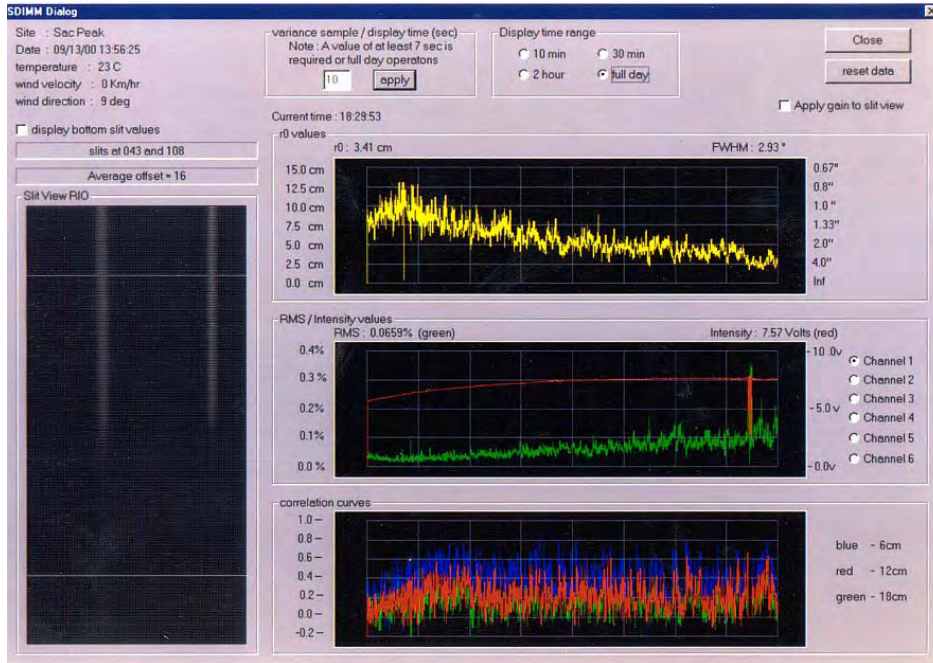 SDIMM Dialog
Site : Sac Peak
Date : 09/13/00 13:56:25
temperature : 23 C
wind velocity : 0 Km/hr
wind direction : 9 deg
display bottom slit values
slits at 043 and 108
Average offset = 16
Slit View RIO
variance sample / display time (sec)
Note : A value of at least 7 sec is
required or full day operatons
10
apply
Display time range
10 min
30 min
2 hour
full day
Close
reset data
Apply gain to slit view
Current time : 18:29:53
r0 values
r0 : 3.41 cm
FWHM : 2.93 "
15.0 cm
12.5 cm
10.0 cm
7.5 cm
5.0 cm
2.5 cm
0.0 cm
0.67"
0.8"
1.0 "
1.33"
2.0"
4.0"
Inf
RMS / Intensity values
RMS : 0.0659% (green)
Intensity : 7.57 Volts (red)
0.4%
0.3 %
0.2%
0.1%
0.0 %
- 10.0v
- 5.0 v
- 0.0v
Channel 1
Channel 2
Channel 3
Channel 4
Channel 5
Channel 6
correlation curves
1.0 -
0.8 -
0.6 -
0.4 -
0.2 -
0.0 -
-0.2 -
blue - 6cm
red - 12cm
green - 18cm